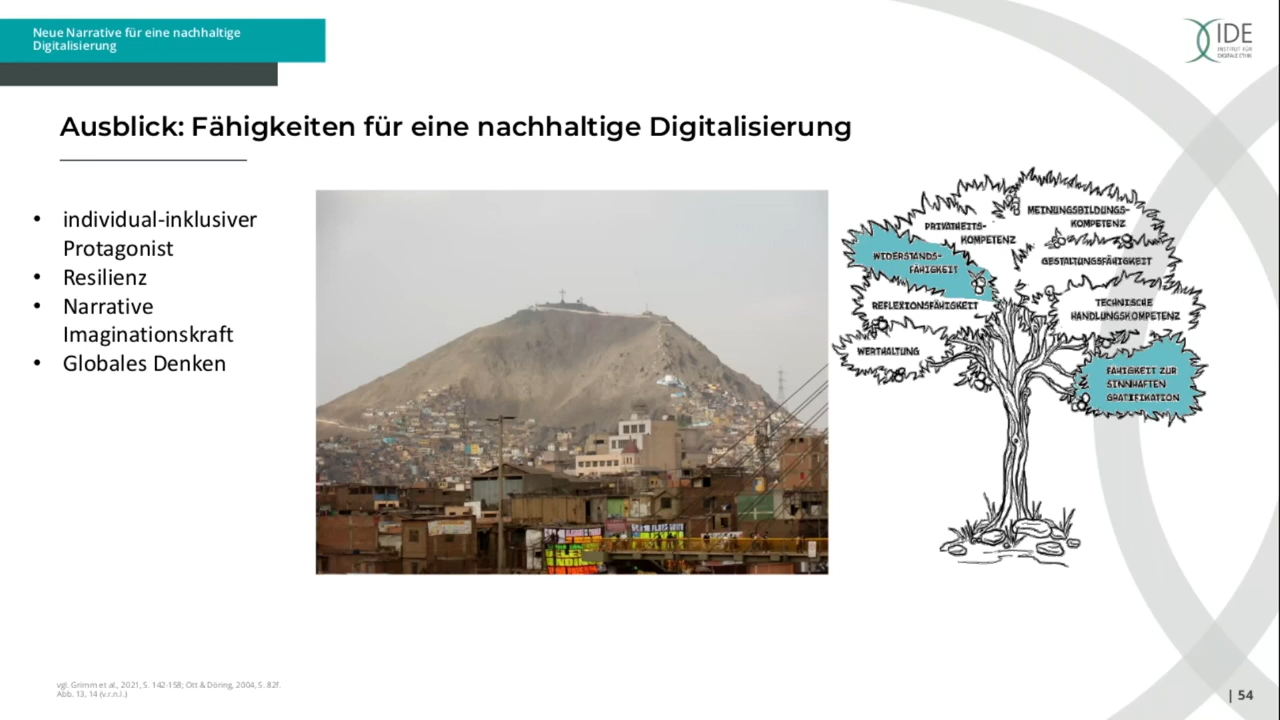 Neue Narrative für eine nachhaltige
Digitalisierung
IDE
INSTITUT FÜR
DIGITALE ETHIK
Ausblick: Fähigkeiten für eine nachhaltige Digitalisierung
• individual-inklusiver
Protagonist
• Resilienz
• Narrative
Imaginationskraft
• Globales Denken
MEINUNGSBILDUNGS-
KOMPETENZ
PRIVATHEITS-
KOMPETENZ
WIDERSTANDS-
FÄHIGKEIT
GESTALTUNGSFÄHIGKEIT
REFLEXIONSFÄHIGKEIT
TECHNISCHE
HANDLUNGSKOMPETENZ
WERTHALTUNG
FÄHIGKEIT ZUR
SINNHAFTEN
GRATIFIKATION
vgl. Grimm et al., 2021, S. 142-158; Ott & Döring, 2004, S. 82f.
Abb. 13, 14 (v.r.n.l.)
| 54